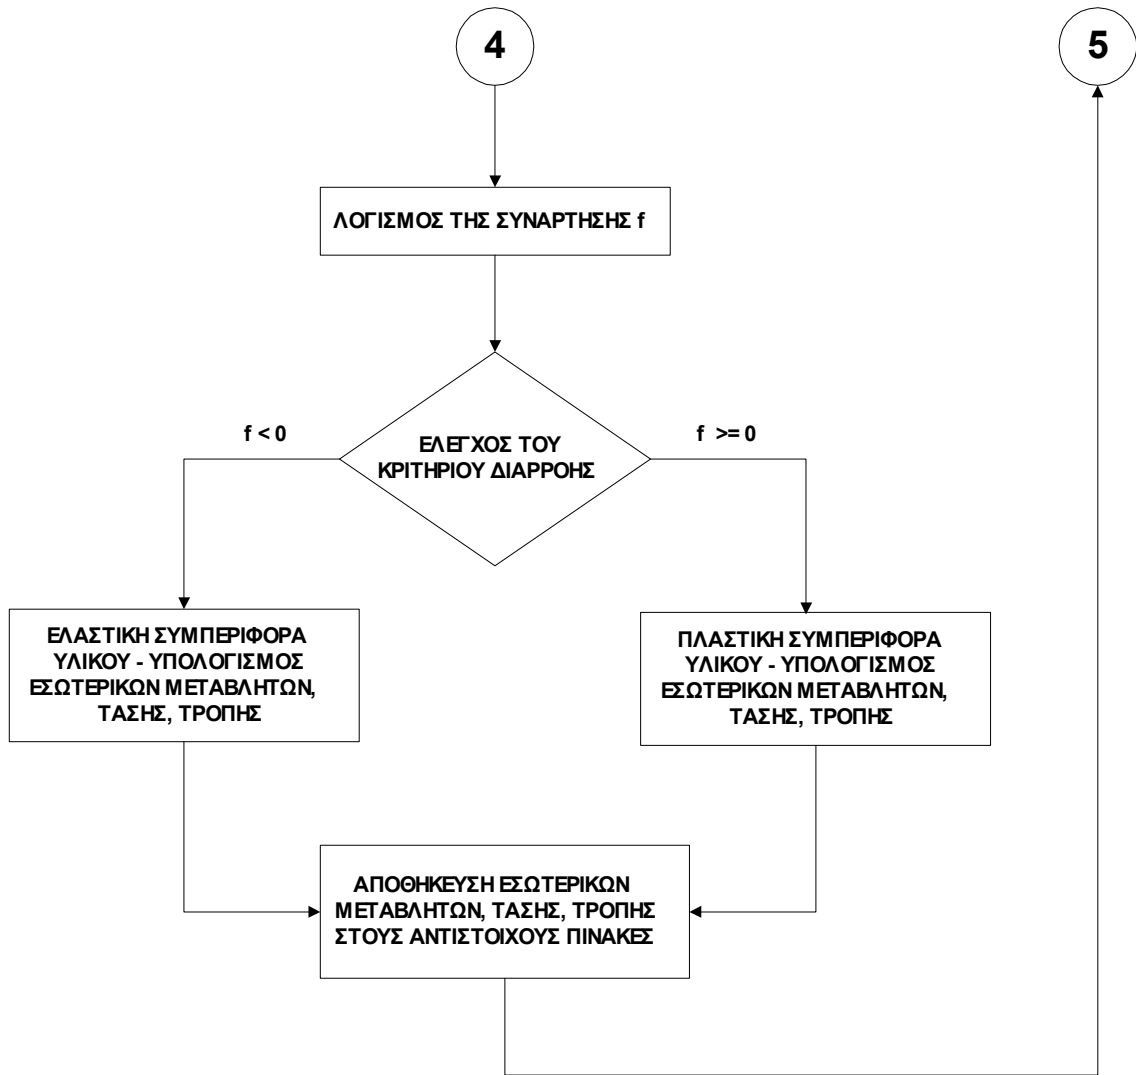 4
5
ΛΟΓΙΣΜΟΣ ΤΗΣ ΣΥΝΑΡΤΗΣΗΣ f
f < 0
f >= 0
ΕΛΕΓΧΟΣ ΤΟΥ
ΚΡΙΤΗΡΙΟΥ ΔΙΑΡΡΟΗΣ
ΕΛΑΣΤΙΚΗ ΣΥΜΠΕΡΙΦΟΡΑ
ΥΛΙΚΟΥ - ΥΠΟΛΟΓΙΣΜΟΣ
ΕΣΩΤΕΡΙΚΩΝ ΜΕΤΑΒΛΗΤΩΝ,
ΤΑΣΗΣ, ΤΡΟΠΗΣ
ΠΛΑΣΤΙΚΗ ΣΥΜΠΕΡΙΦΟΡΑ
ΥΛΙΚΟΥ - ΥΠΟΛΟΓΙΣΜΟΣ
ΕΣΩΤΕΡΙΚΩΝ ΜΕΤΑΒΛΗΤΩΝ,
ΤΑΣΗΣ, ΤΡΟΠΗΣ
ΑΠΟΘΗΚΕΥΣΗ ΕΣΩΤΕΡΙΚΩΝ
ΜΕΤΑΒΛΗΤΩΝ, ΤΑΣΗΣ, ΤΡΟΠΗΣ
ΣΤΟΥΣ ΑΝΤΙΣΤΟΙΧΟΥΣ ΠΙΝΑΚΕΣ